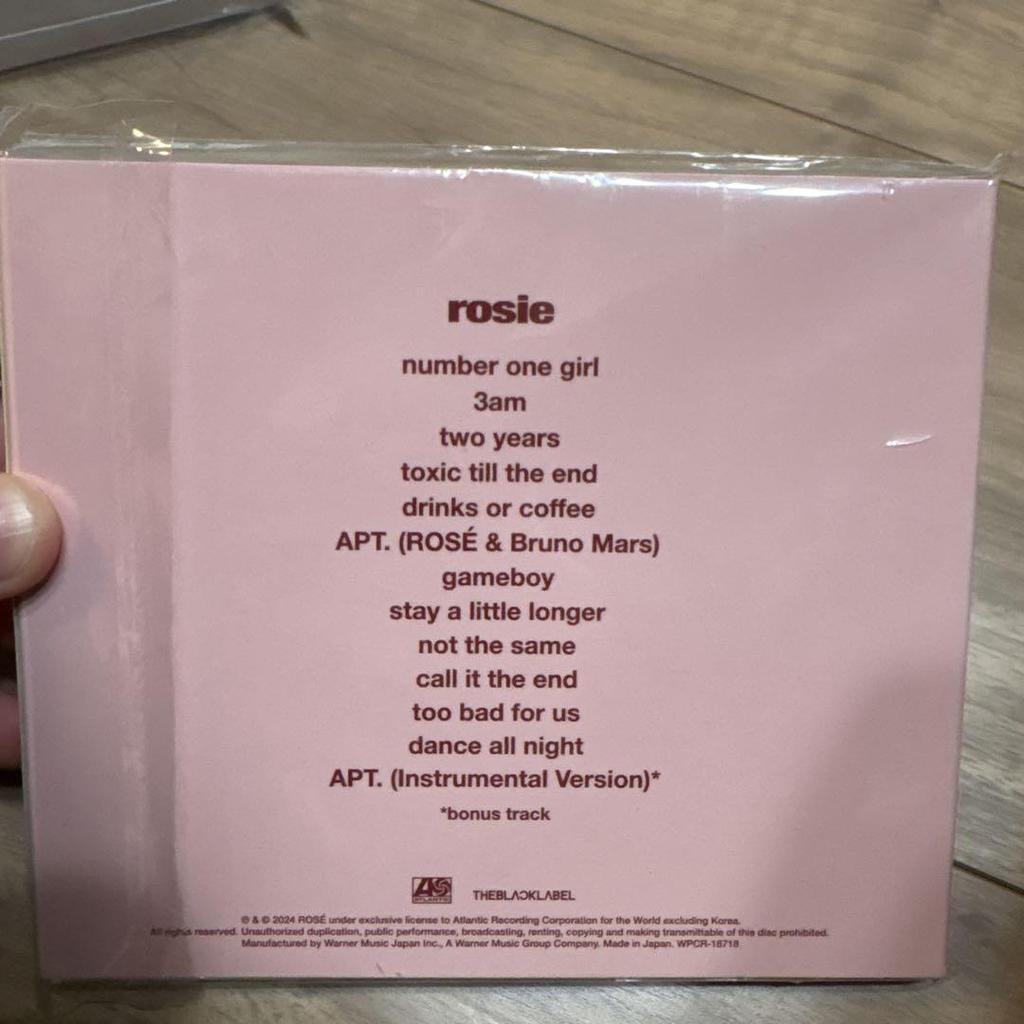 rosie
number one girl
3am
two years
toxic till the end
drinks or coffee
APT. (ROSÉ & Bruno Mars)
gameboy
stay a little longer
not the same
call it the end
too bad for us
dance all night
APT. (Instrumental Version)*
*bonus track
ATLANTIC THEBLACKLABEL
℗ & © 2024 ROSÉ under exclusive license to Atlantic Recording Corporation for the World excluding Korea.
All rights reserved. Unauthorized duplication, public performance, broadcasting, renting, copying and making transmittable of this disc prohibited.
Manufactured by Warner Music Japan Inc., A Warner Music Group Company. Made in Japan. WPCR-18718